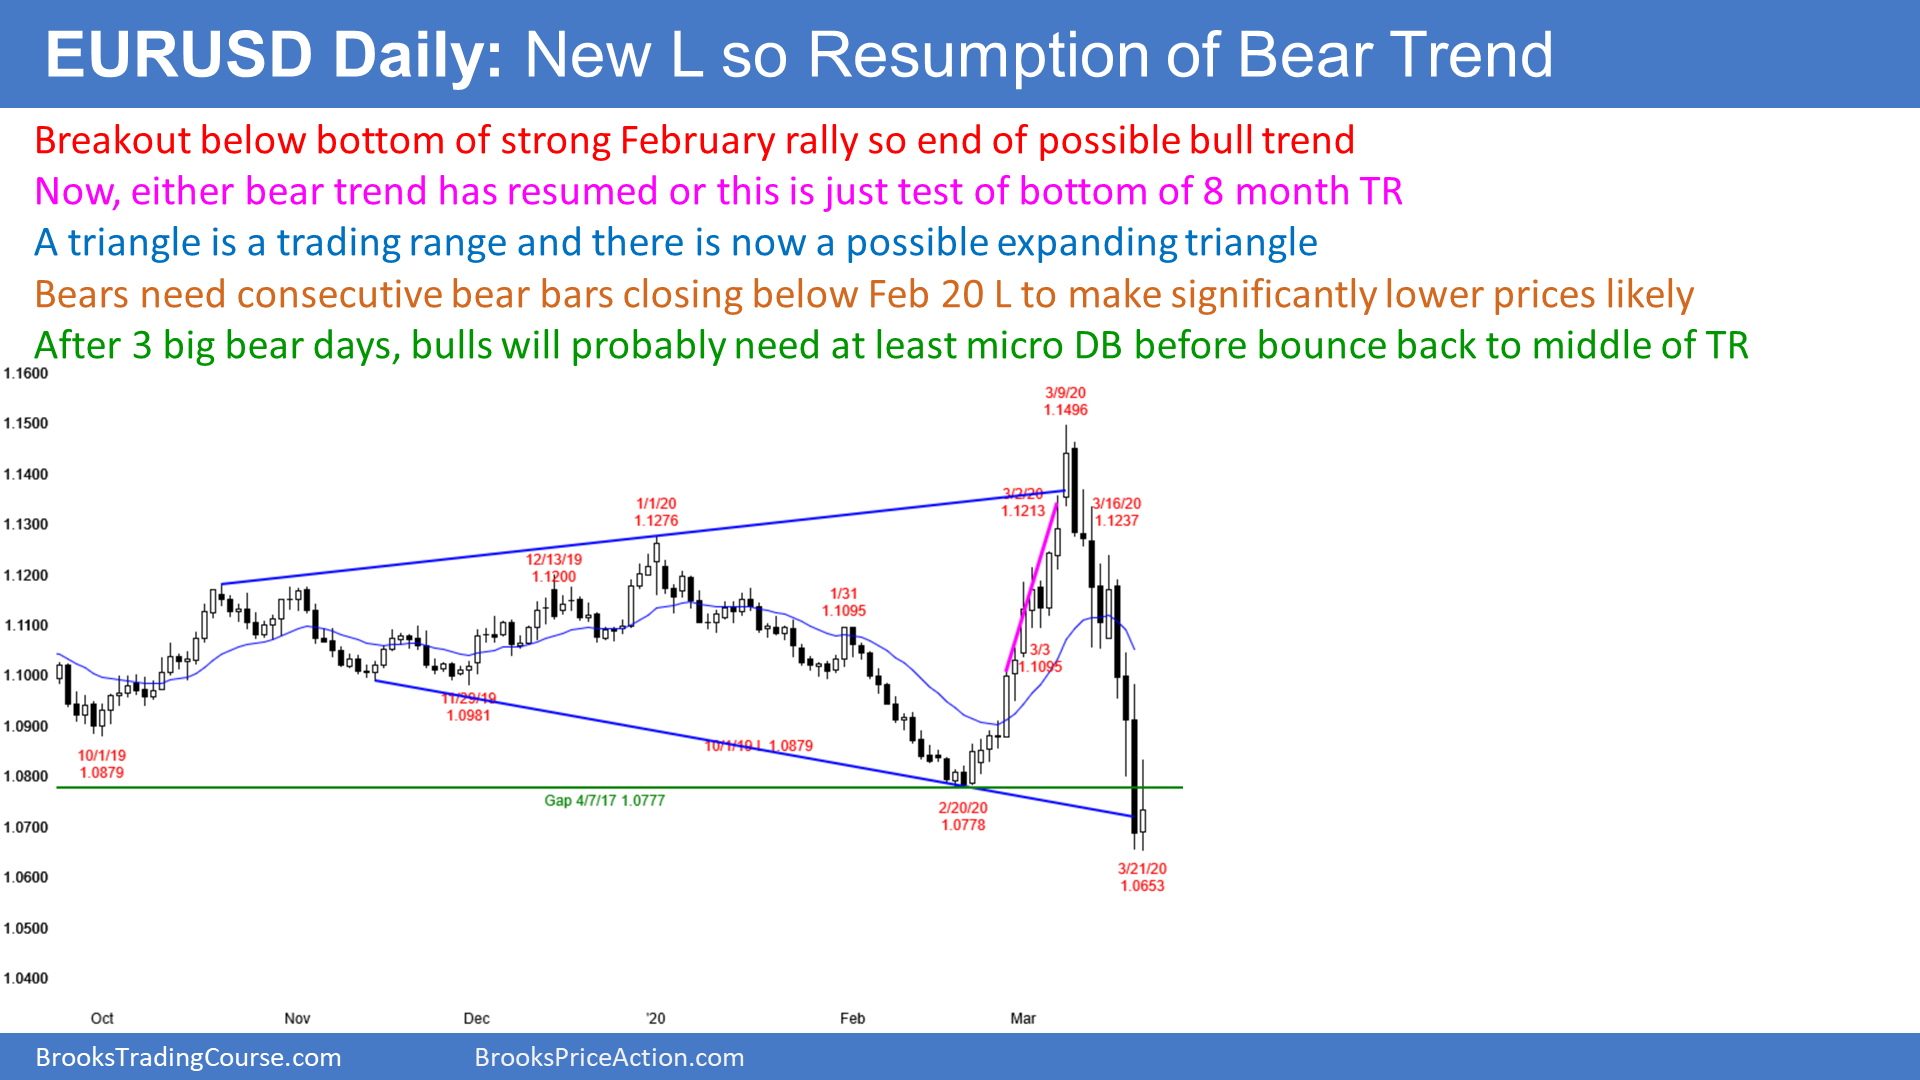 EURUSD Daily: New L so Resumption of Bear Trend
Breakout below bottom of strong February rally so end of possible bull trend
Now, either bear trend has resumed or this is just test of bottom of 8 month TR
A triangle is a trading range and there is now a possible expanding triangle
Bears need consecutive bear bars closing below Feb 20 L to make significantly lower prices likely
After 3 big bear days, bulls will probably need at least micro DB before bounce back to middle of TR
1.1600
1.1500
1.1400
1.1300
1.1200
1.1100
1.1000
1.0900
1.0800
1.0700
1.0600
1.0500
1.0400
10/1/19
1.0879
11/29/19
1.0981
12/13/19
1.1200
1/1/20
1.1276
10/1/19 L 1.0879
Gap 4/7/17 1.0777
1/31
1.1095
2/20/20
1.0778
3/2/20
1.1213
3/3
1.1095
3/9/20
1.1496
3/16/20
1.1237
3/21/20
1.0653
Oct
Nov
Dec
'20
Feb
Mar
BrooksTradingCourse.com
BrooksPriceAction.com